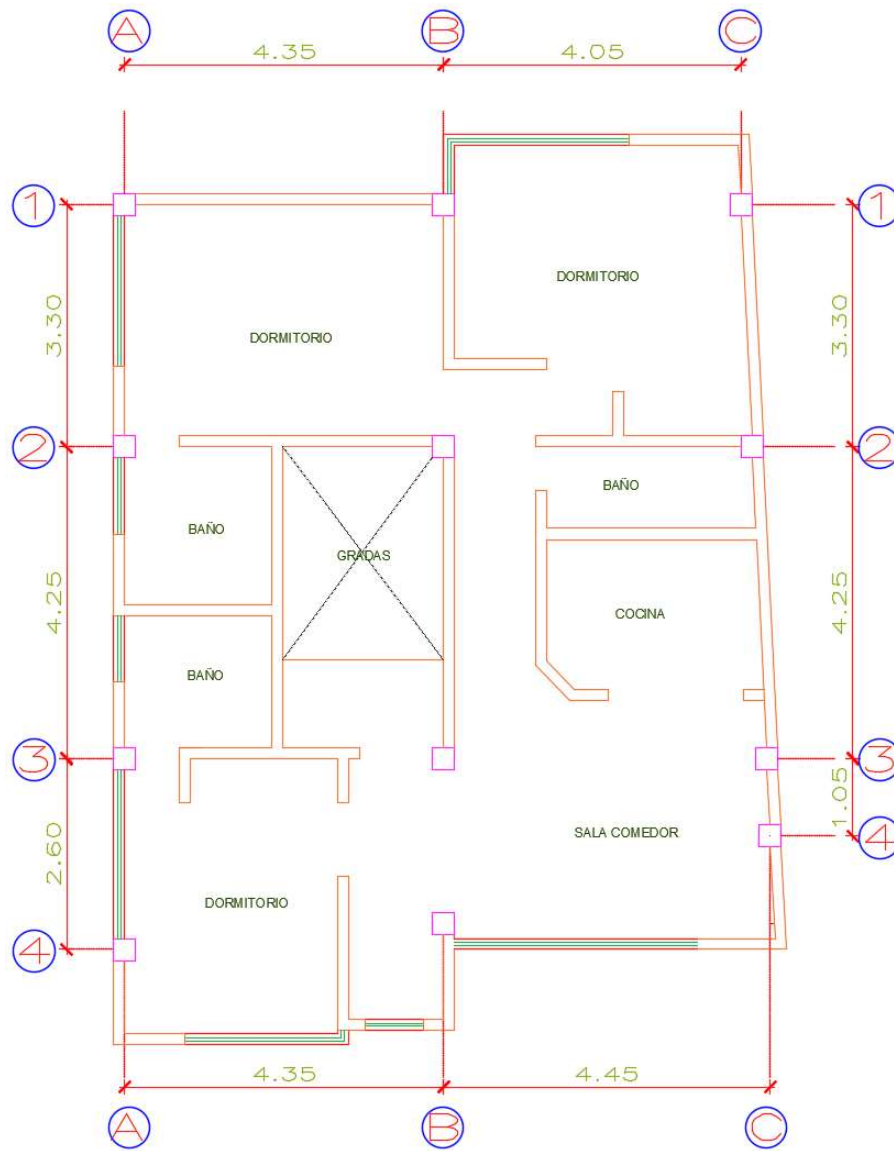 A B C
4.35 4.05
1 1
DORMITORIO
3.30 3.30
DORMITORIO
2 2
BAÑO
BAÑO
GRADAS
4.25 4.25
COCINA
BAÑO
3 3
1.05
SALA COMEDOR
4
2.60
DORMITORIO
4
4.35 4.45
A B C